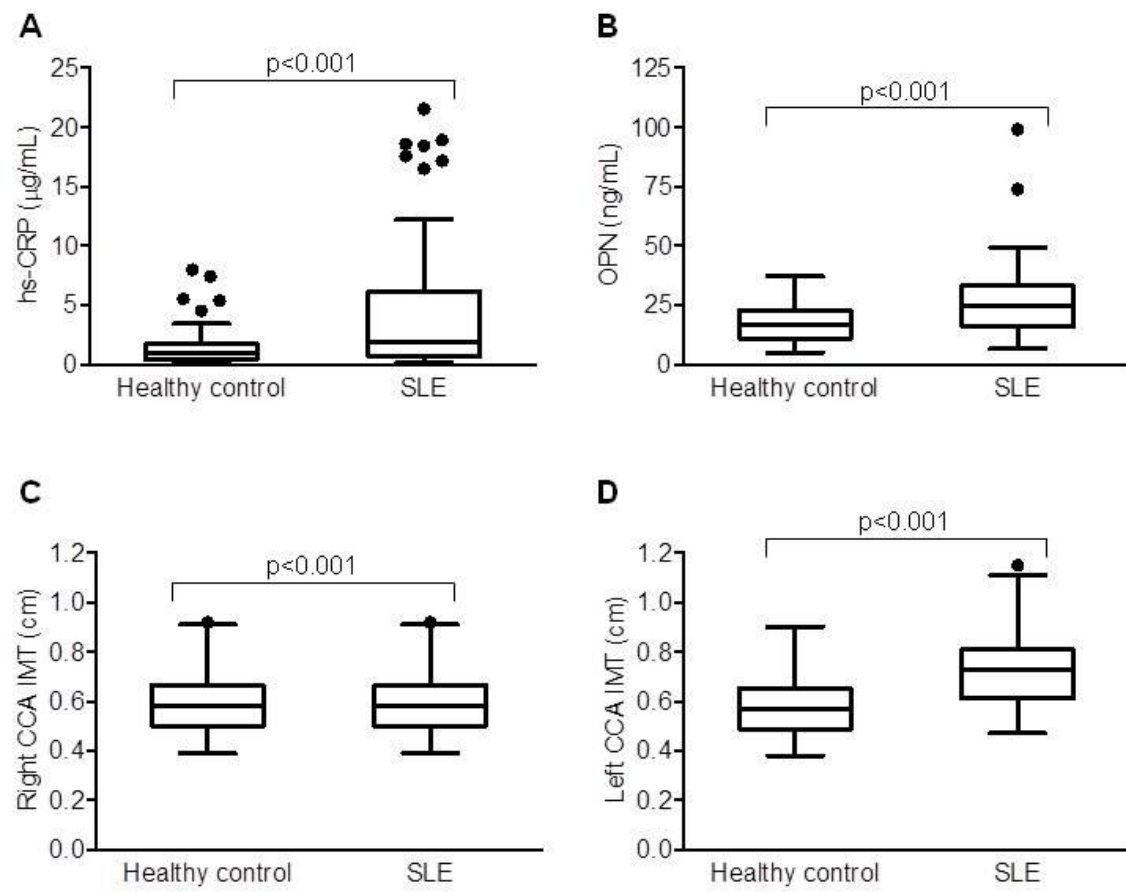 A
p<0.001
25
20
15
10
5
0
hs-CRP (µg/mL)
Healthy control
SLE
B
p<0.001
125
100
75
50
25
0
OPN (ng/mL)
Healthy control
SLE
C
p<0.001
1.2
1.0
0.8
0.6
0.4
0.2
0.0
Right CCA IMT (cm)
Healthy control
SLE
D
p<0.001
1.2
1.0
0.8
0.6
0.4
0.2
0.0
Left CCA IMT (cm)
Healthy control
SLE